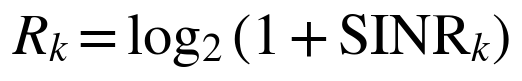 R_k = log_2 (1 + SINR_k)